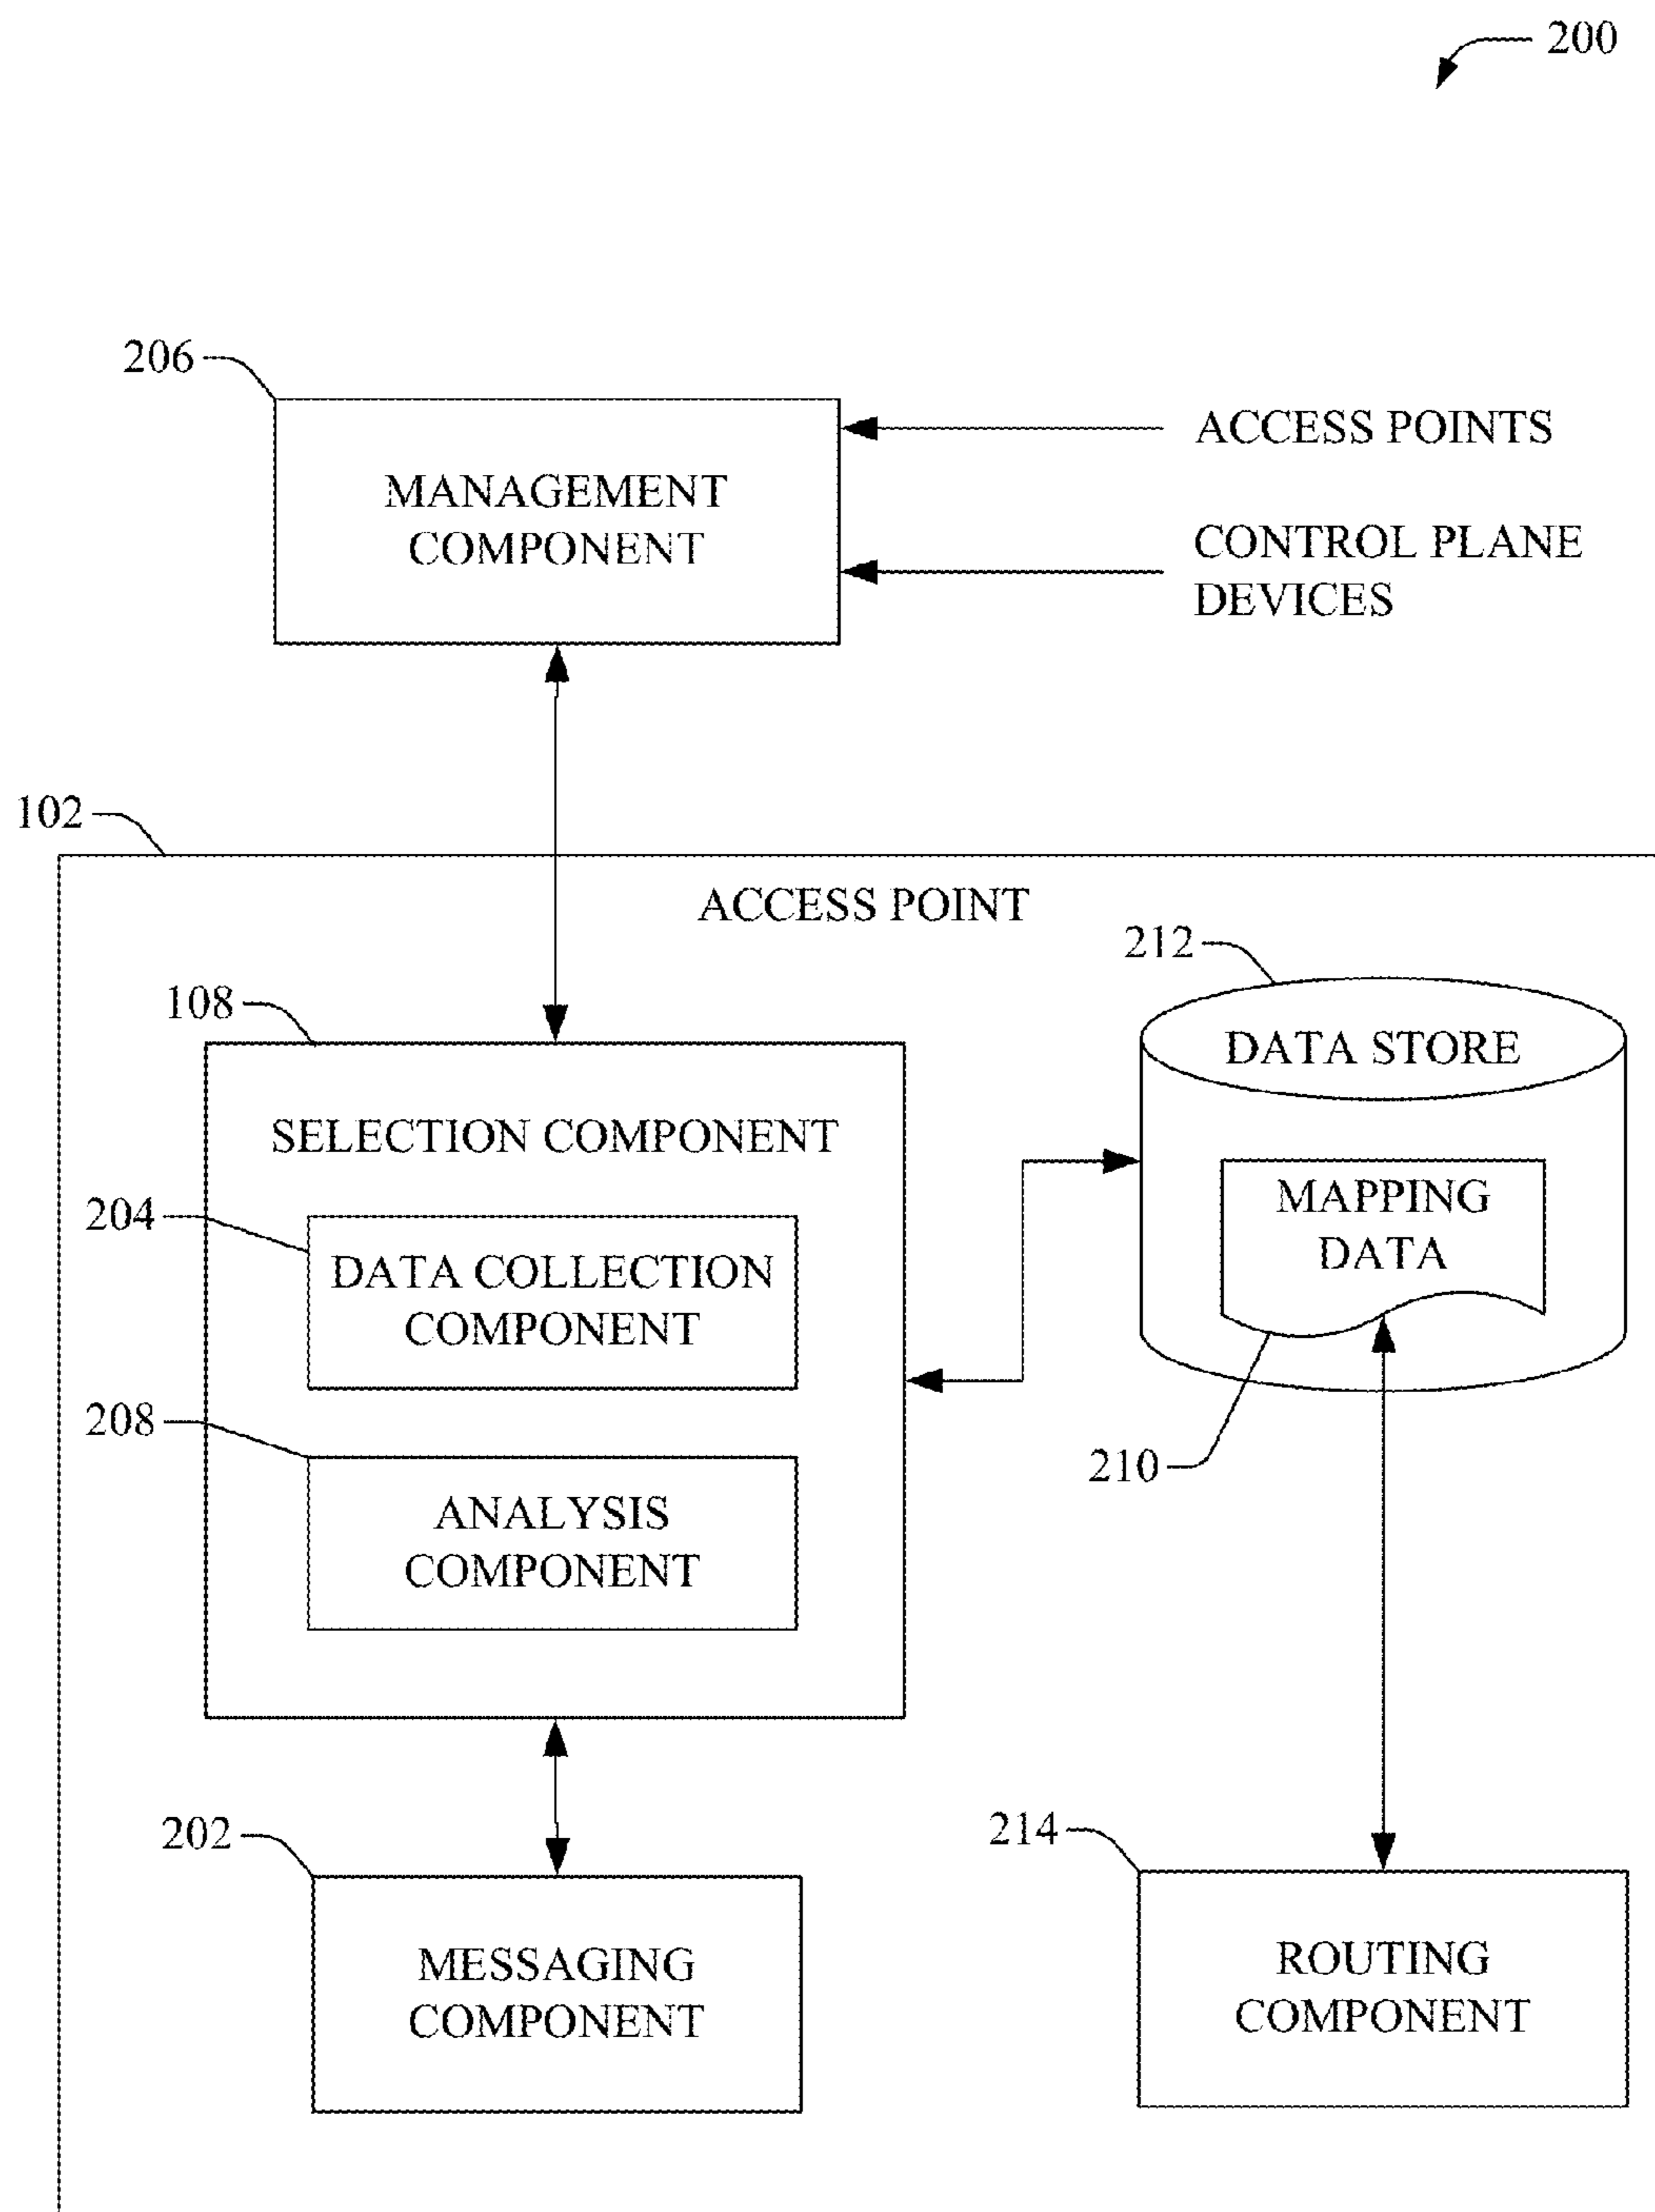 200
206
MANAGEMENT
COMPONENT
ACCESS POINTS
CONTROL PLANE
DEVICES
102
ACCESS POINT
212
108
DATA STORE
SELECTION COMPONENT
MAPPING
DATA
204
DATA COLLECTION
COMPONENT
208
210
ANALYSIS
COMPONENT
202
214
MESSAGING
COMPONENT
ROUTING
COMPONENT